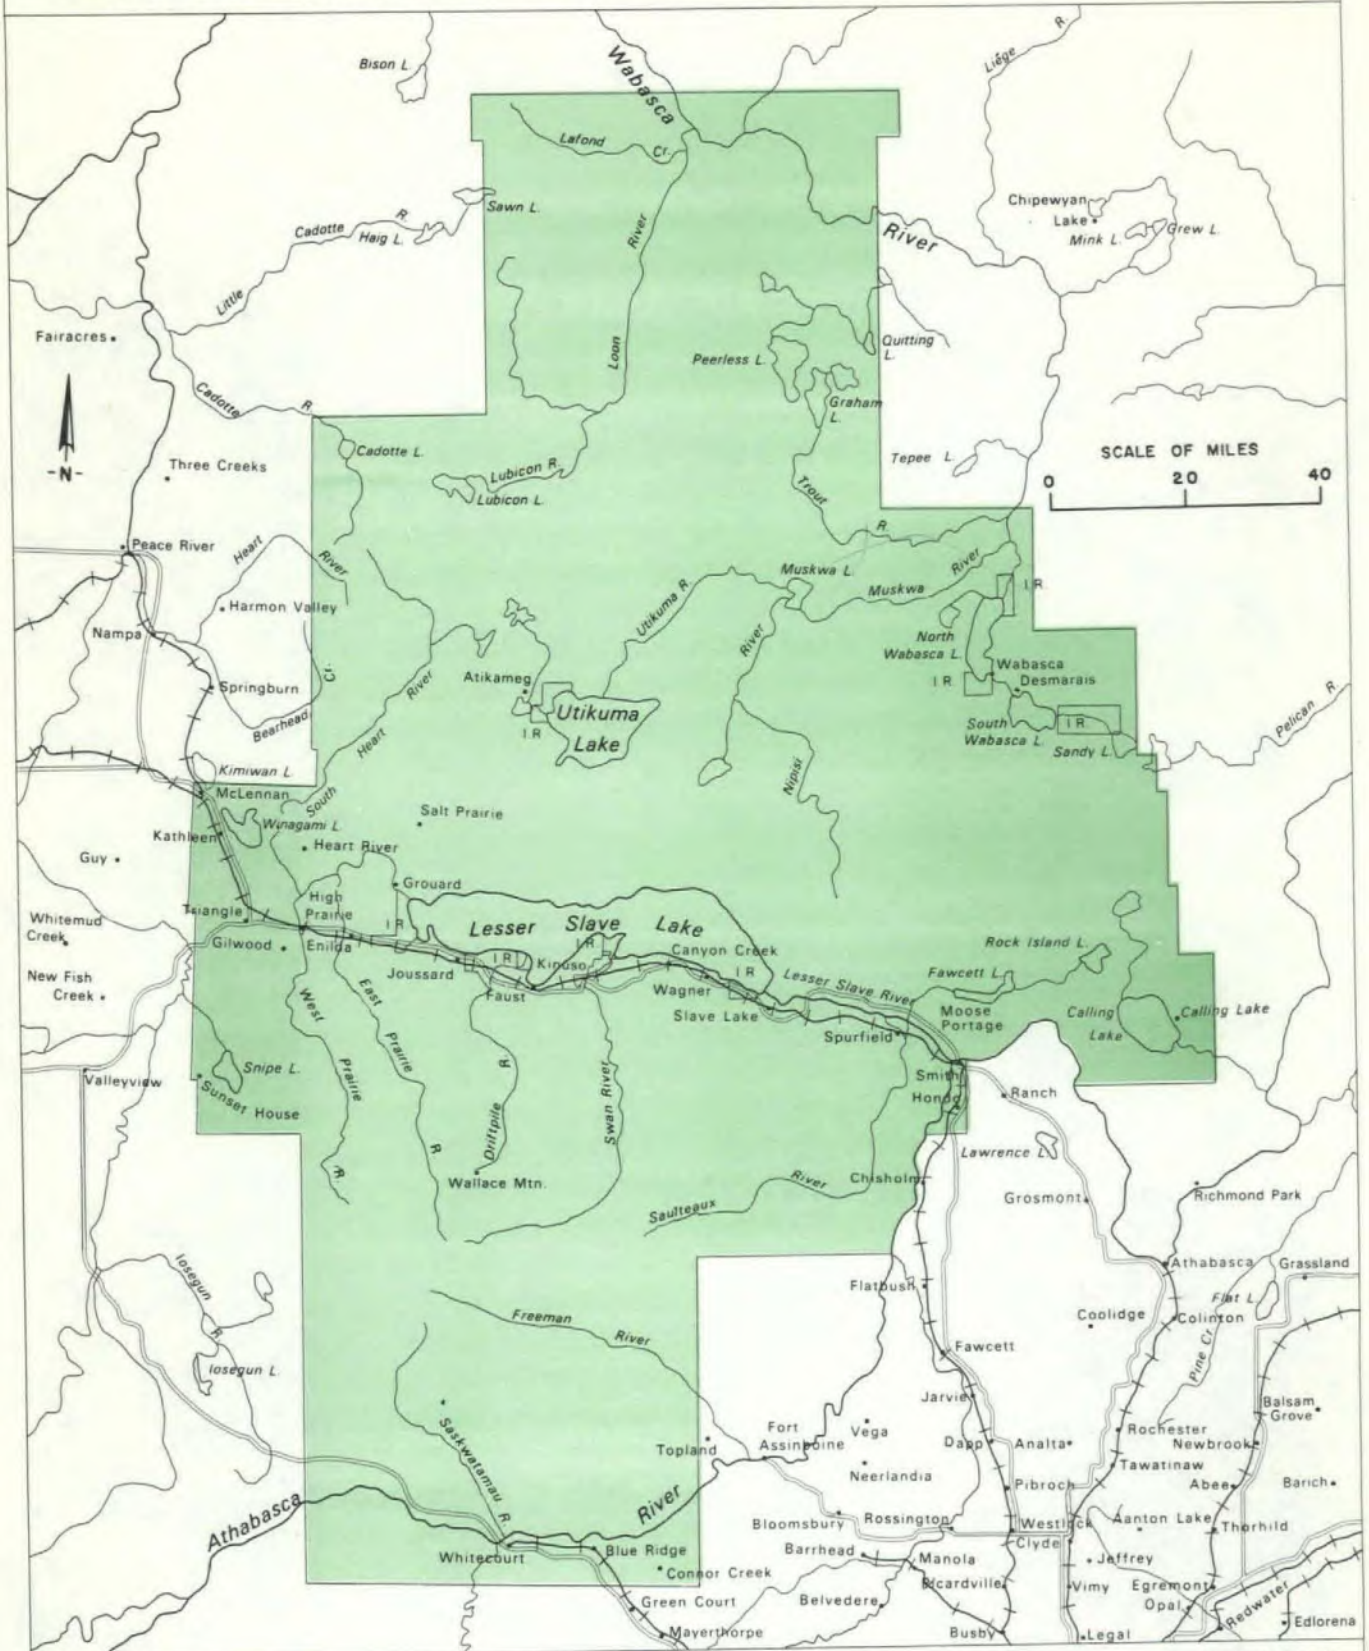 Bison L.
Wabasca
Liége
R.
Lafond
Cr.
Sawn L.
Chipewyan
Lake
Mink L.
Grew L.
Cadotte
R.
Haig L.
Little
River
River
Fairacres
Loon
Peerless L.
Quitting
L.
Cadotte
R.
Graham
L.
-N-
Three Creeks
Cadotte L.
Lubicon R.
Lubicon L.
Tepee L.
SCALE OF MILES
0
20
40
Trout
R.
Peace River
Heart
River
Muskwa L.
Muskwa
River
I.R.
Harmon Valley
Utikuma R.
Nampa
North
Wabasca L.
River
Springburn
Cr.
Bearhead
Atikameg
River
Utikuma
Lake
I.R.
Wabasca
Desmarais
I.R.
South
Wabasca L.
I.R.
Sandy L.
Pelican R.
Heart
South
Kimiwan L.
McLennan
Nipisi
Winagami L.
Kathleen
Salt Prairie
Guy
Heart River
Grouard
High
Prairie
Triangle
I.R.
Whitemud
Creek
Gilwood
Enilda
Lesser Slave Lake
Joussard
I.R.
Kinuso
I.R.
Canyon Creek
Rock Island L.
New Fish
Creek
Faust
Wagner
I.R.
Lesser Slave River
Fawcett L.
Slave Lake
Moose
Portage
Calling
Lake
Calling Lake
West
Prairie
R.
East
Prairie
R.
Spurfield
Snipe L.
Valleyview
Sunset House
Driftpile
R.
Swan River
Smith
Hondo
Ranch
Lawrence L.
Wallace Mtn.
Chisholm
Saulteaux
River
Grosmont
Richmond Park
Iosegun
R.
Athabasca
Grassland
Flatbush
Freeman
River
Coolidge
Flat L.
Colinton
Pine Cr.
Iosegun L.
Fawcett
Saskwatamau R.
Jarvie
Balsam
Grove
Topland
Fort
Assinboine
Vega
Dapp
Analta
Rochester
Newbrook
Neerlandia
Tawatinaw
Pibroch
Abee
Barich
Athabasca
River
Bloomsbury
Rossington
Westlock
Clyde
Aanton Lake
Thorhild
Whitecourt
Blue Ridge
Barrhead
Manola
Jeffrey
Connor Creek
Picardville
Vimy
Egremont
Green Court
Belvedere
Opal
Redwater
Edlorena
Mayerthorpe
Busby
Legal